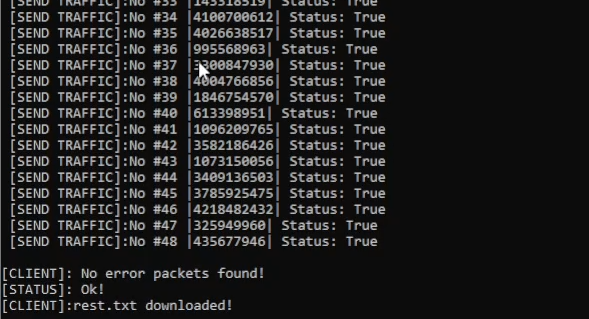 [SEND TRAFFIC]:No #33 |143318519| Status: True
[SEND TRAFFIC]:No #34 |4100700612| Status: True
[SEND TRAFFIC]:No #35 |4026638517| Status: True
[SEND TRAFFIC]:No #36 |995568963| Status: True
[SEND TRAFFIC]:No #37 |3300847930| Status: True
[SEND TRAFFIC]:No #38 |4004766856| Status: True
[SEND TRAFFIC]:No #39 |1846754570| Status: True
[SEND TRAFFIC]:No #40 |613398951| Status: True
[SEND TRAFFIC]:No #41 |1096209765| Status: True
[SEND TRAFFIC]:No #42 |3582186426| Status: True
[SEND TRAFFIC]:No #43 |1073150056| Status: True
[SEND TRAFFIC]:No #44 |3409136503| Status: True
[SEND TRAFFIC]:No #45 |3785925475| Status: True
[SEND TRAFFIC]:No #46 |4218482432| Status: True
[SEND TRAFFIC]:No #47 |325949960| Status: True
[SEND TRAFFIC]:No #48 |435677946| Status: True
[CLIENT]: No error packets found!
[STATUS]: Ok!
[CLIENT]:rest.txt downloaded!